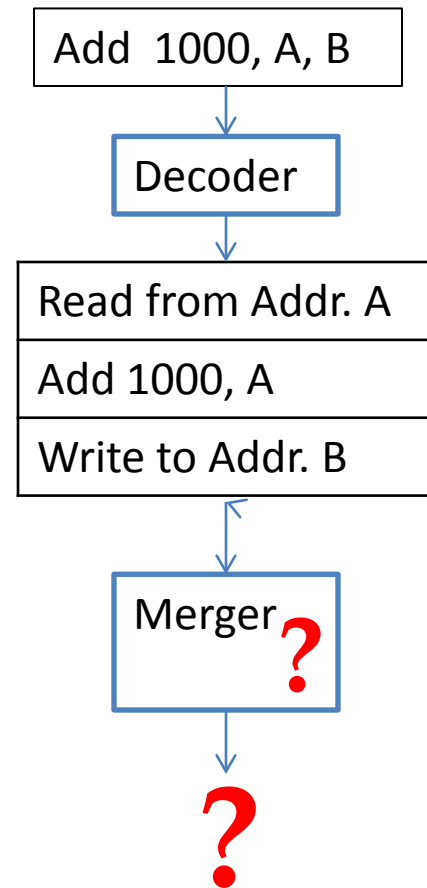 Add 1000, A, B
Decoder
Read from Addr. A
Add 1000, A
Write to Addr. B
Merger ?
?